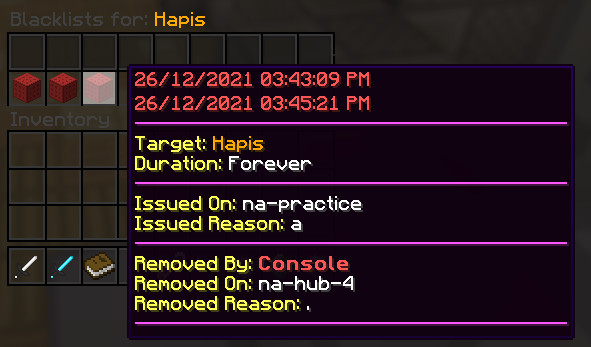 Blacklists for: Hapis
26/12/2021 03:43:09 PM
26/12/2021 03:45:21 PM
Target: Hapis
Duration: Forever
Inventory
Issued On: na-practice
Issued Reason: a
Removed By: Console
Removed On: na-hub-4
Removed Reason: .